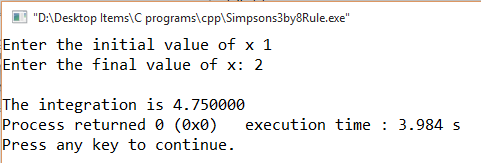 "D:\Desktop Items\C programs\cpp\Simpsons3by8Rule.exe"
Enter the initial value of x 1
Enter the final value of x: 2
The integration is 4.750000
Process returned 0 (0x0)   execution time : 3.984 s
Press any key to continue.